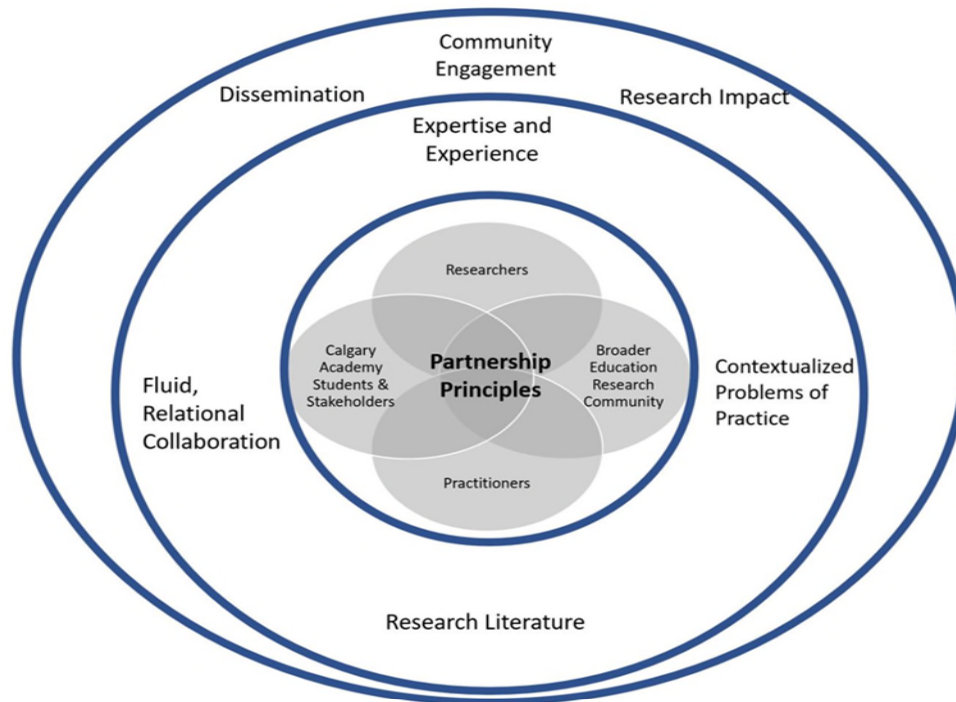 Community
Engagement
Dissemination
Research Impact
Expertise and
Experience
Researchers
Calgary
Academy
Students &
Stakeholders
Partnership
Principles
Broader
Education
Research
Community
Fluid,
Relational
Collaboration
Contextualized
Problems of
Practice
Practitioners
Research Literature